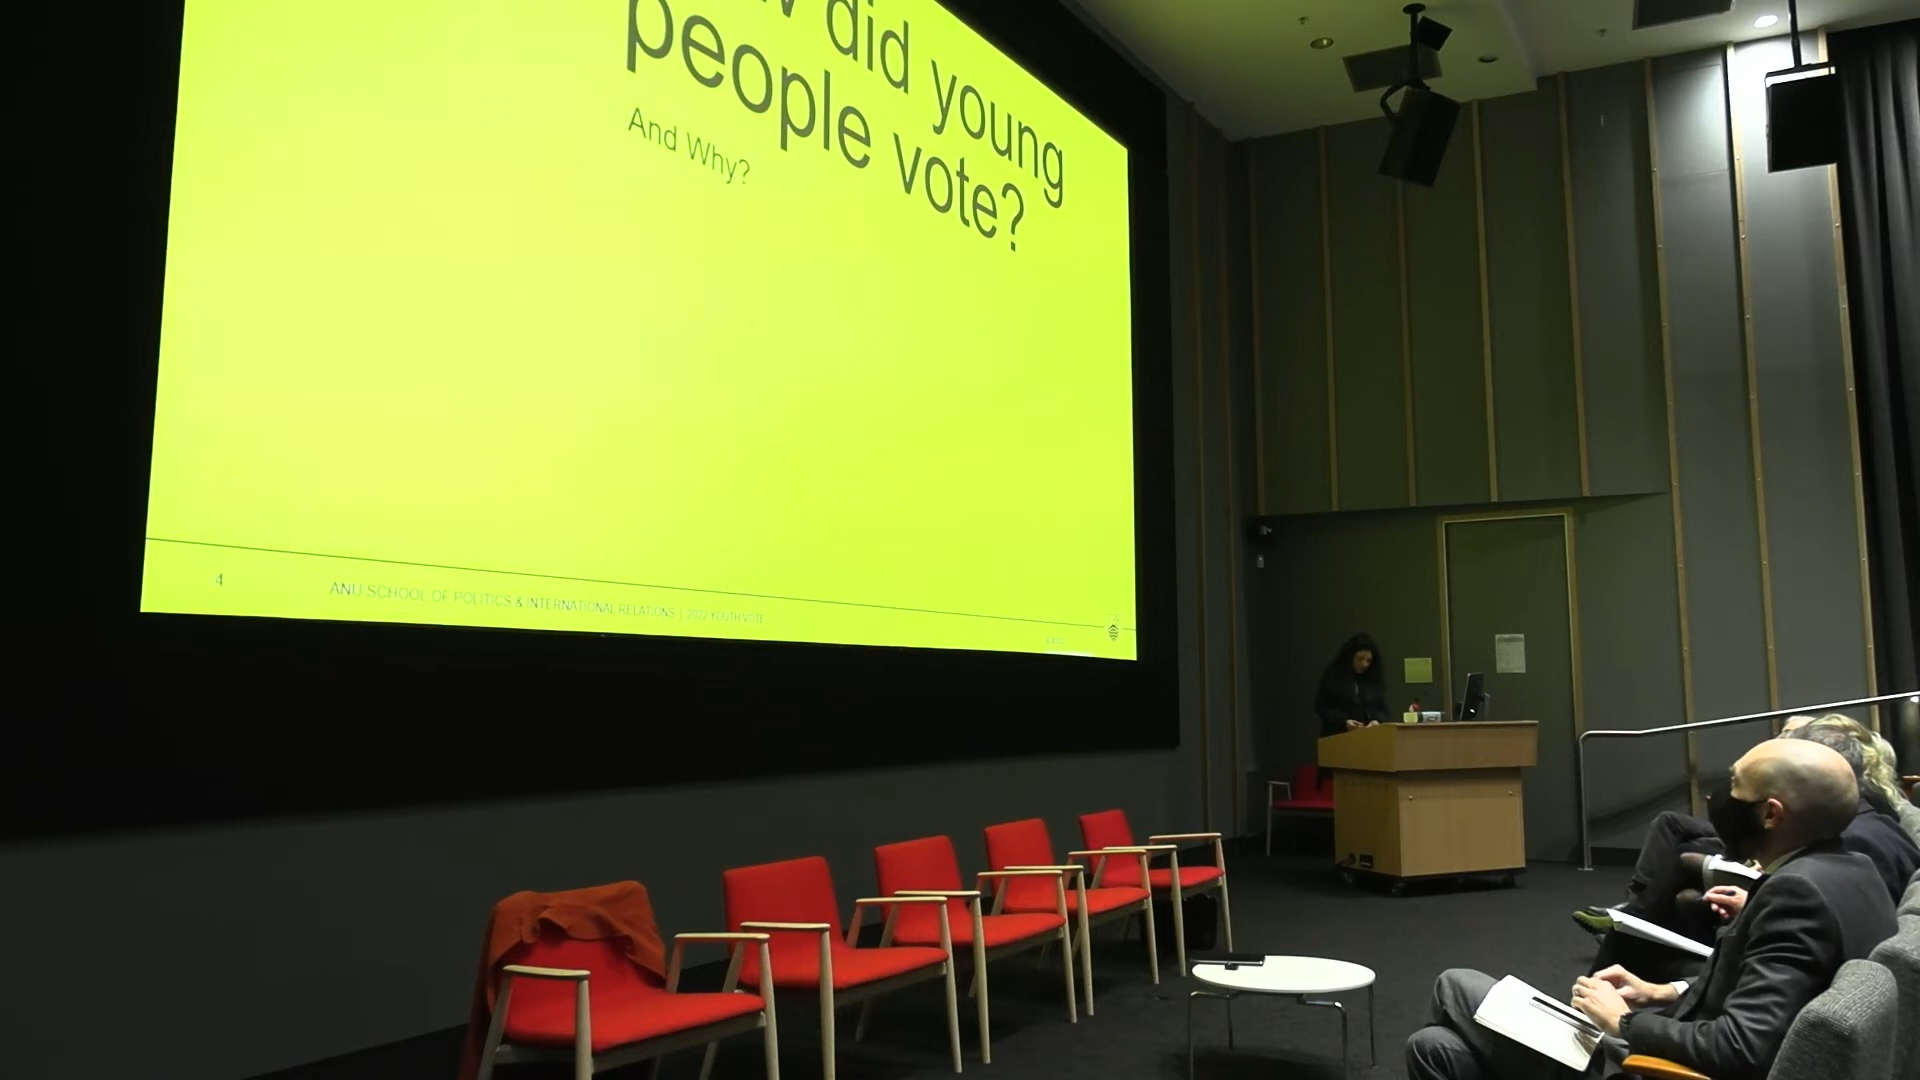 did young
people vote?
And Why?
4
ANU SCHOOL OF POLITICS & INTERNATIONAL RELATIONS | 2022 YOUTH VOTE